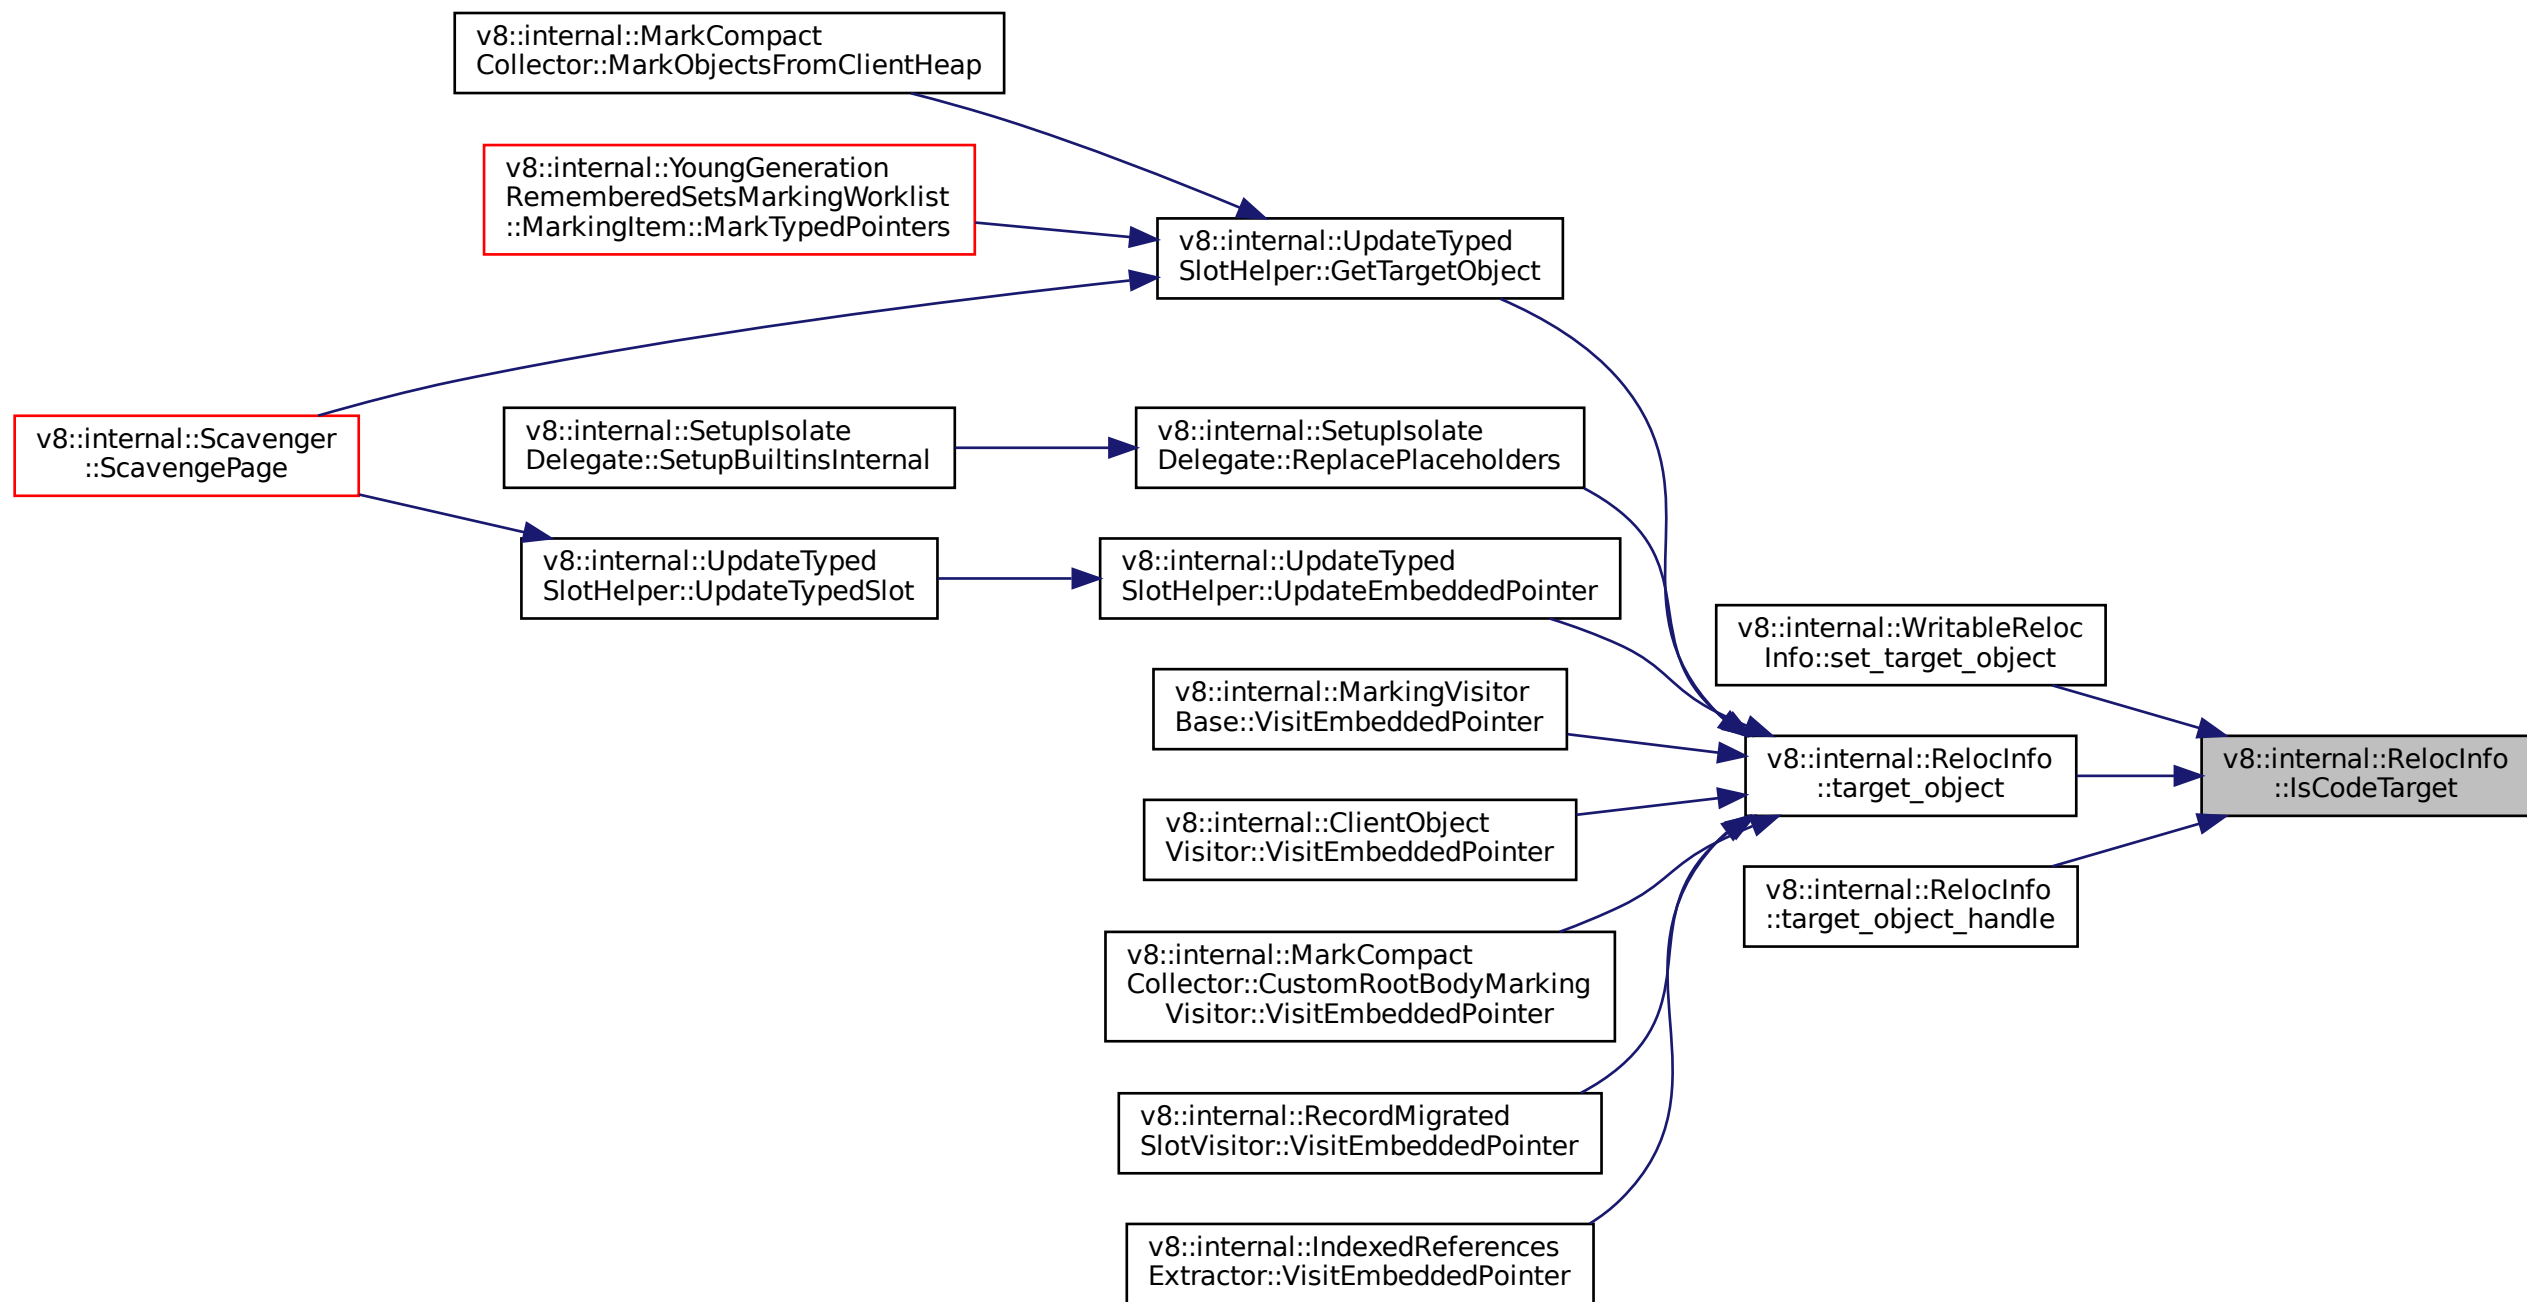 v8::internal::MarkCompact
Collector::MarkObjectsFromClientHeap
v8::internal::YoungGeneration
RememberedSetsMarkingWorklist
::MarkingItem::MarkTypedPointers
v8::internal::UpdateTyped
SlotHelper::GetTargetObject
v8::internal::Scavenger
::ScavengePage
v8::internal::SetupIsolate
Delegate::SetupBuiltinsInternal
v8::internal::SetupIsolate
Delegate::ReplacePlaceholders
v8::internal::UpdateTyped
SlotHelper::UpdateTypedSlot
v8::internal::UpdateTyped
SlotHelper::UpdateEmbeddedPointer
v8::internal::WritableReloc
Info::set_target_object
v8::internal::MarkingVisitor
Base::VisitEmbeddedPointer
v8::internal::RelocInfo
::target_object
v8::internal::RelocInfo
::IsCodeTarget
v8::internal::ClientObject
Visitor::VisitEmbeddedPointer
v8::internal::RelocInfo
::target_object_handle
v8::internal::MarkCompact
Collector::CustomRootBodyMarking
Visitor::VisitEmbeddedPointer
v8::internal::RecordMigrated
SlotVisitor::VisitEmbeddedPointer
v8::internal::IndexedReferences
Extractor::VisitEmbeddedPointer